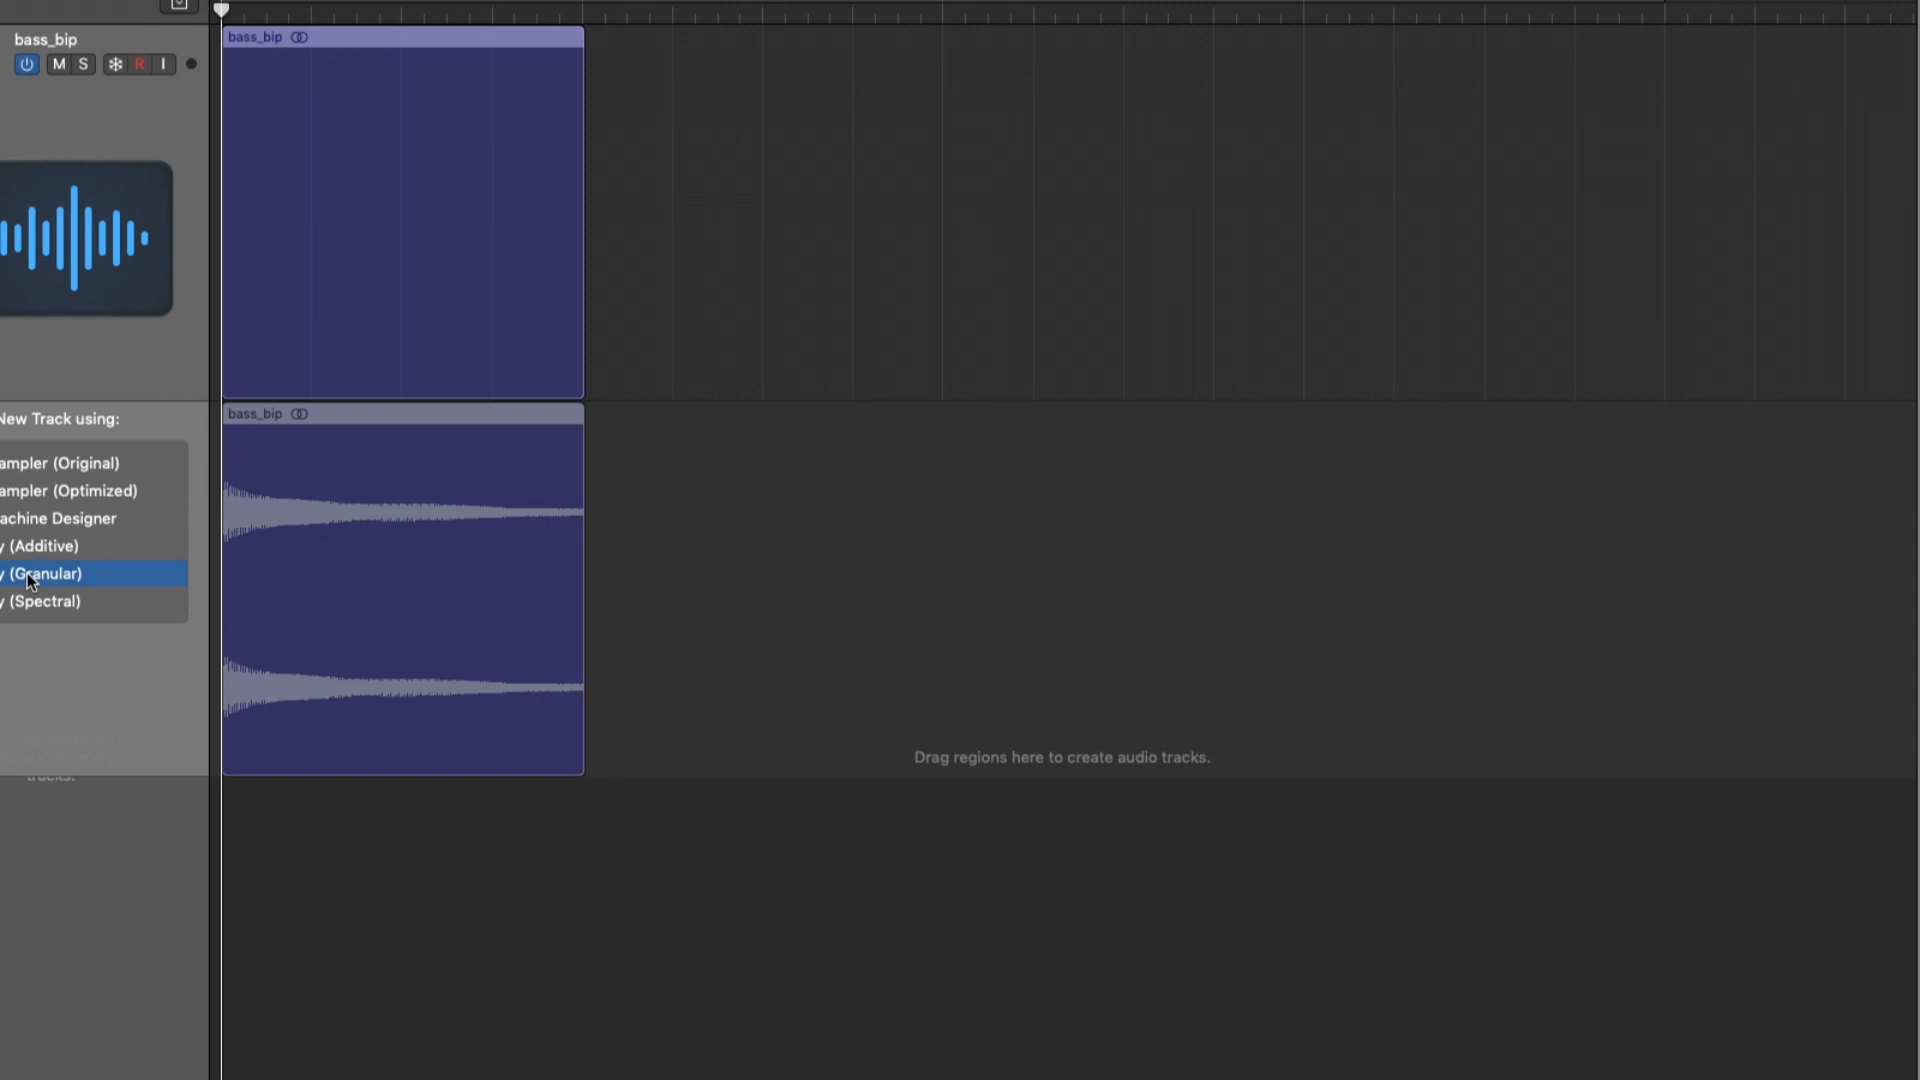 bass_bip
M S R I
bass_bip
New Track using:
ampler (Original)
ampler (Optimized)
achine Designer
y (Additive)
y (Granular)
y (Spectral)
bass_bip
Drag regions here to create audio tracks.
tracks.